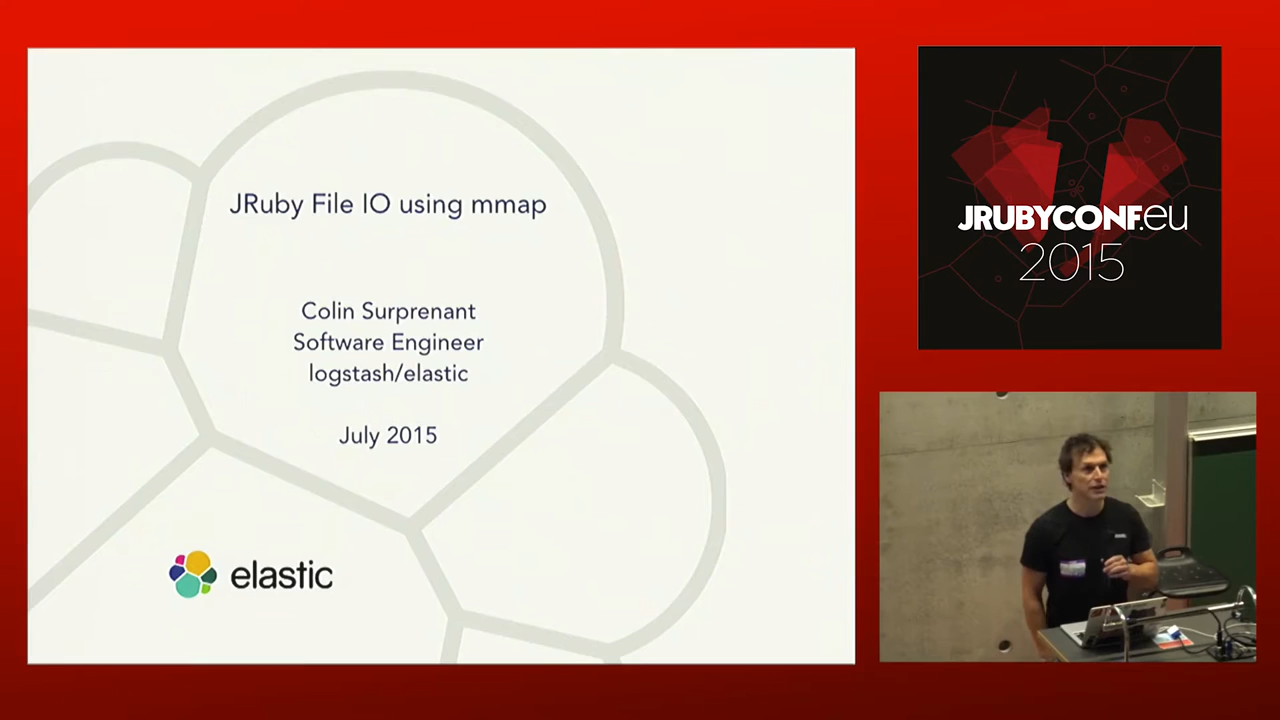 JRuby File IO using mmap
Colin Surprenant
Software Engineer
logstash/elastic
July 2015
elastic
JRUBYCONF.eu
2015